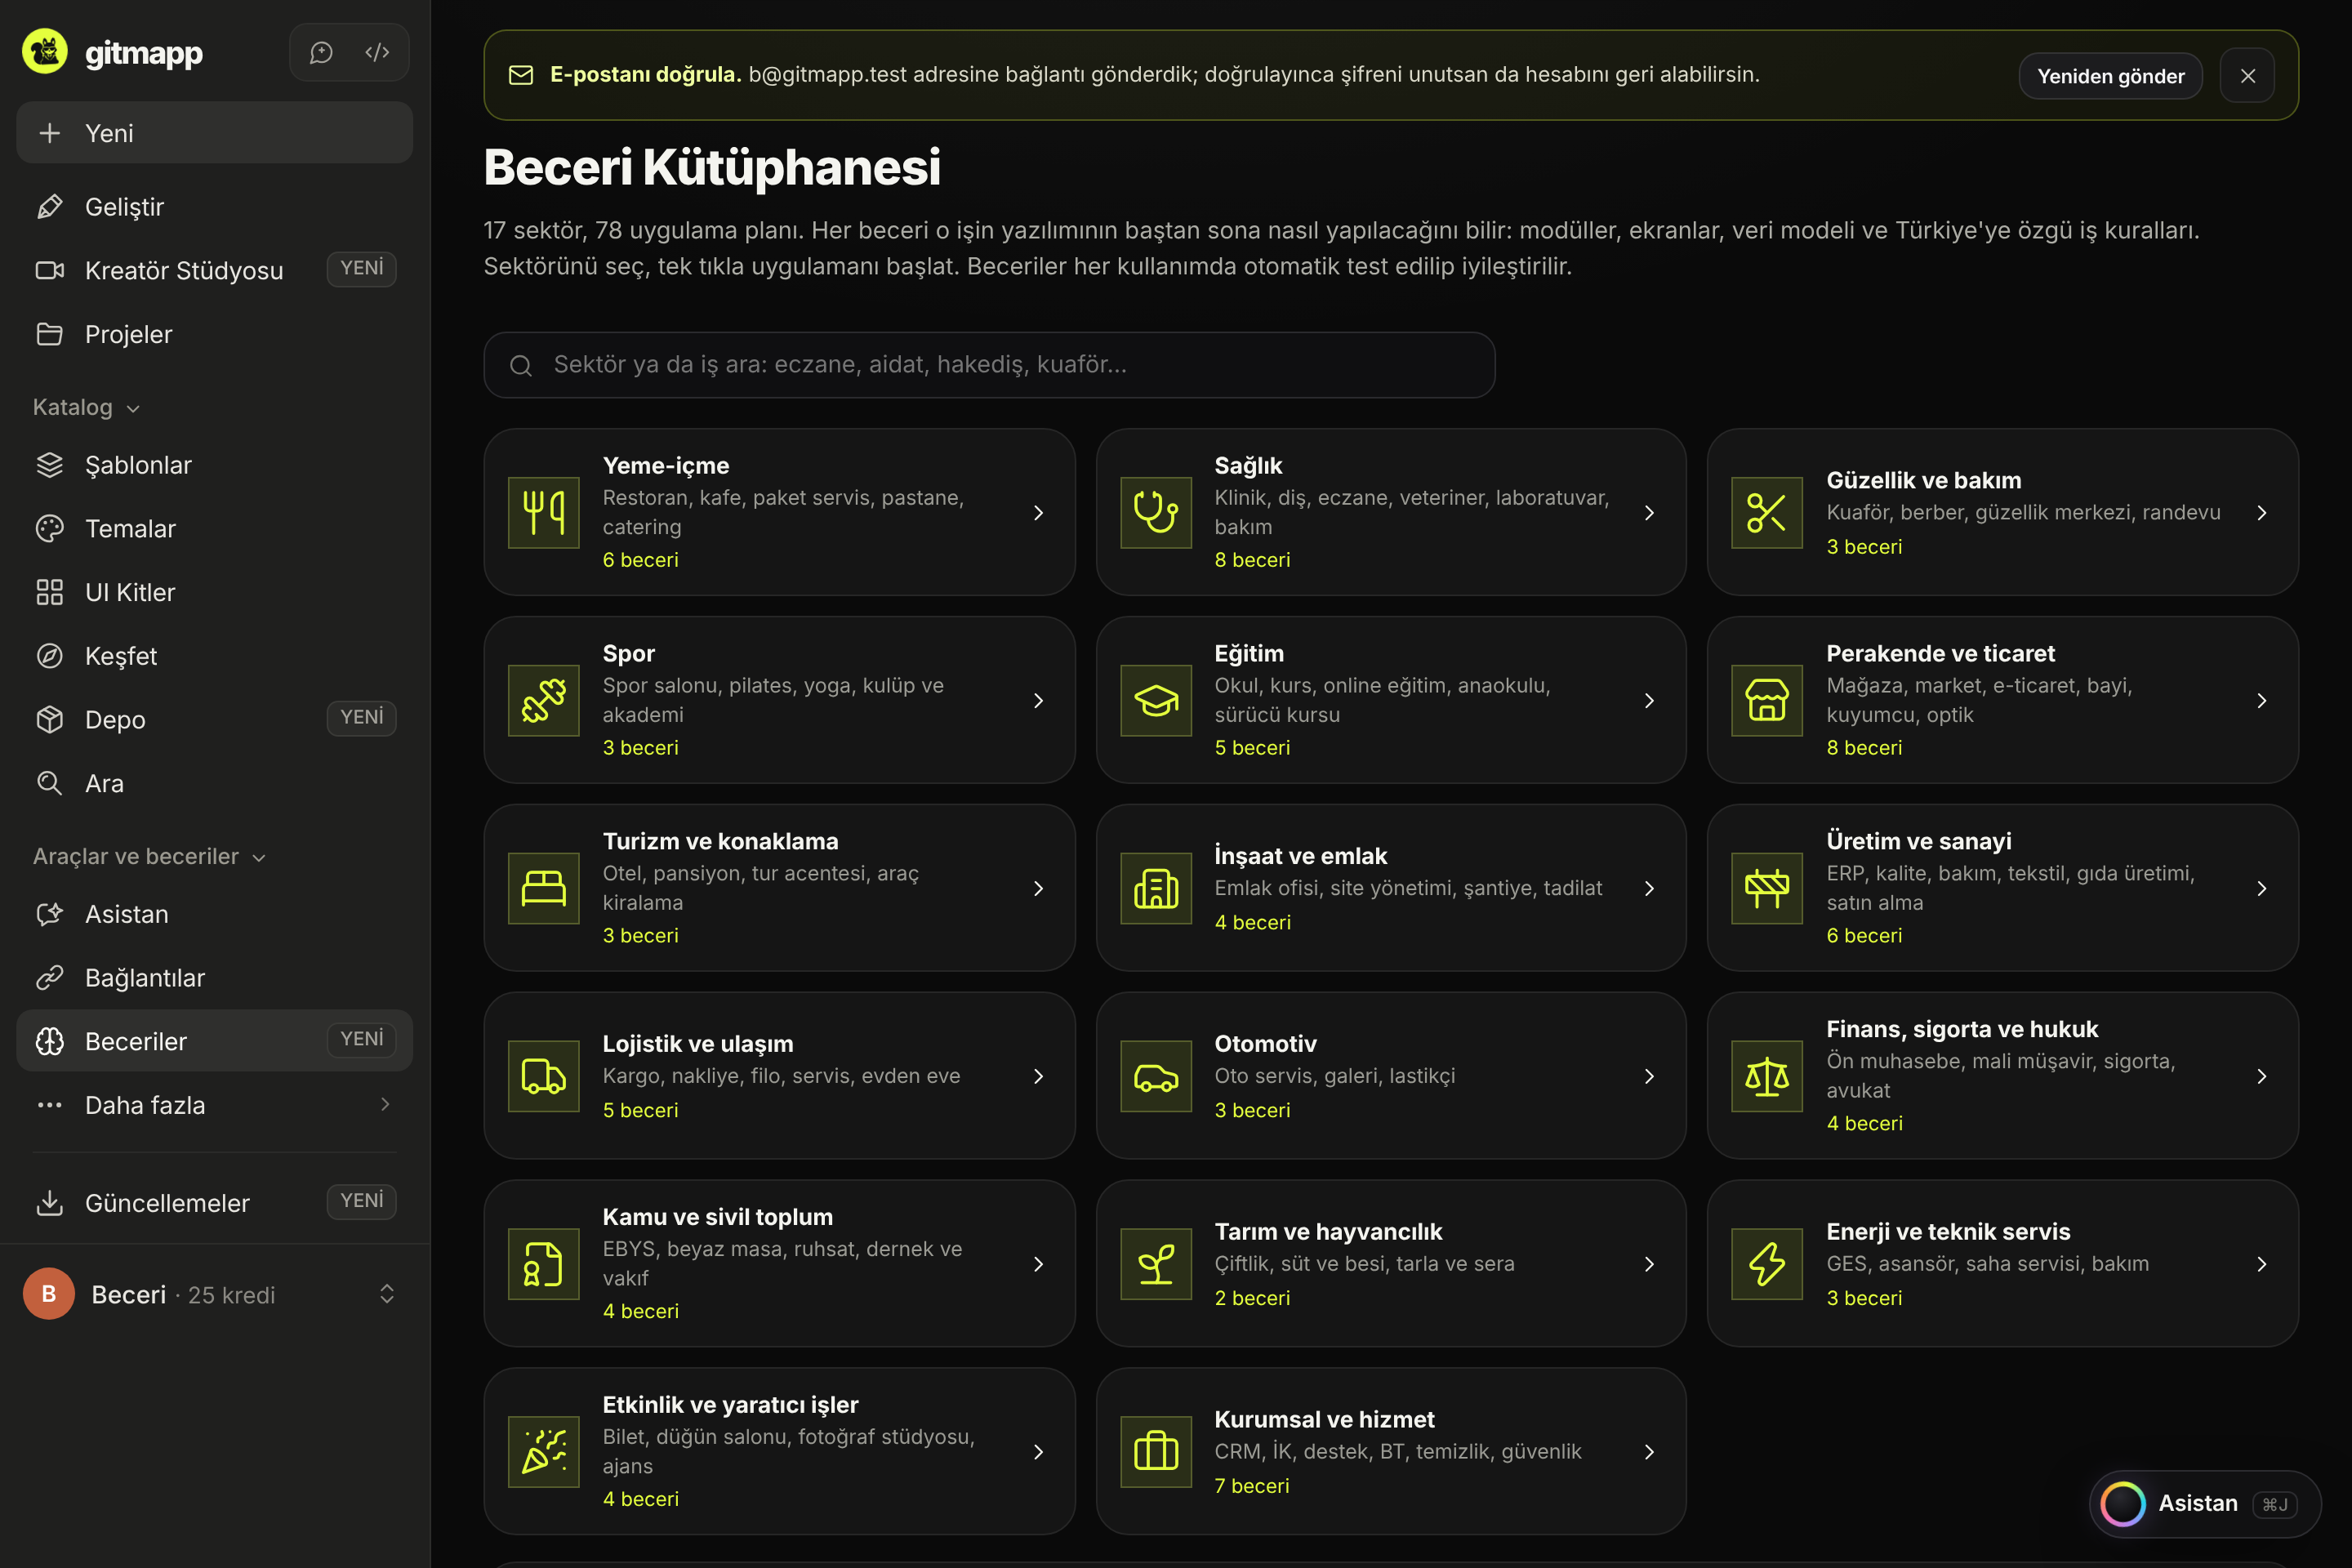 gitmapp
Yeni
Geliştir
Kreatör Stüdyosu YENİ
Projeler
Katalog
Şablonlar
Temalar
UI Kitler
Keşfet
Depo YENİ
Ara
Araçlar ve beceriler
Asistan
Bağlantılar
Beceriler YENİ
Daha fazla
Güncellemeler YENİ
B Beceri · 25 kredi
E-postanı doğrula. b@gitmapp.test adresine bağlantı gönderdik; doğrulayınca şifreni unutsan da hesabını geri alabilirsin. Yeniden gönder
Beceri Kütüphanesi
17 sektör, 78 uygulama planı. Her beceri o işin yazılımının baştan sona nasıl yapılacağını bilir: modüller, ekranlar, veri modeli ve Türkiye'ye özgü iş kuralları.
Sektörünü seç, tek tıkla uygulamanı başlat. Beceriler her kullanımda otomatik test edilip iyileştirilir.
Sektör ya da iş ara: eczane, aidat, hakediş, kuaför...
Yeme-içme
Restoran, kafe, paket servis, pastane,
catering
6 beceri
Sağlık
Klinik, diş, eczane, veteriner, laboratuvar,
bakım
8 beceri
Güzellik ve bakım
Kuaför, berber, güzellik merkezi, randevu
3 beceri
Spor
Spor salonu, pilates, yoga, kulüp ve
akademi
3 beceri
Eğitim
Okul, kurs, online eğitim, anaokulu,
sürücü kursu
5 beceri
Perakende ve ticaret
Mağaza, market, e-ticaret, bayi,
kuyumcu, optik
8 beceri
Turizm ve konaklama
Otel, pansiyon, tur acentesi, araç
kiralama
3 beceri
İnşaat ve emlak
Emlak ofisi, site yönetimi, şantiye, tadilat
4 beceri
Üretim ve sanayi
ERP, kalite, bakım, tekstil, gıda üretimi,
satın alma
6 beceri
Lojistik ve ulaşım
Kargo, nakliye, filo, servis, evden eve
5 beceri
Otomotiv
Oto servis, galeri, lastikçi
3 beceri
Finans, sigorta ve hukuk
Ön muhasebe, mali müşavir, sigorta,
avukat
4 beceri
Kamu ve sivil toplum
EBYS, beyaz masa, ruhsat, dernek ve
vakıf
4 beceri
Tarım ve hayvancılık
Çiftlik, süt ve besi, tarla ve sera
2 beceri
Enerji ve teknik servis
GES, asansör, saha servisi, bakım
3 beceri
Etkinlik ve yaratıcı işler
Bilet, düğün salonu, fotoğraf stüdyosu,
ajans
4 beceri
Kurumsal ve hizmet
CRM, İK, destek, BT, temizlik, güvenlik
7 beceri
Asistan ⌘J